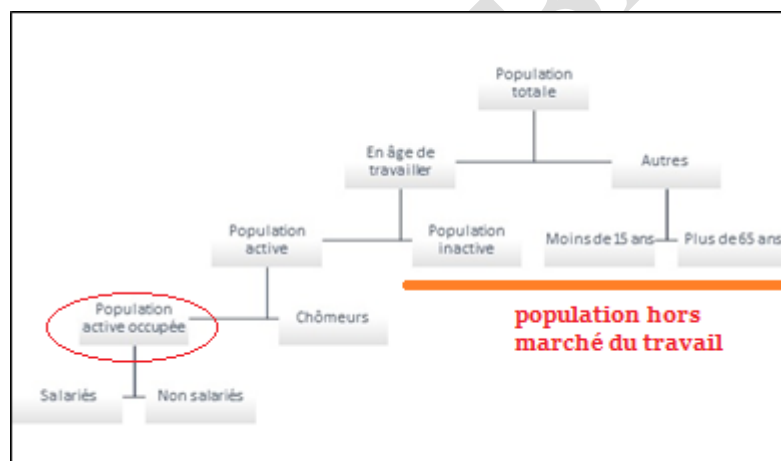 Population
totale
En âge de
travailler
Autres
Population
active
Population
inactive
Moins de 15 ans
Plus de 65 ans
Population
active occupée
Chômeurs
population hors
marché du travail
Salariés
Non salariés